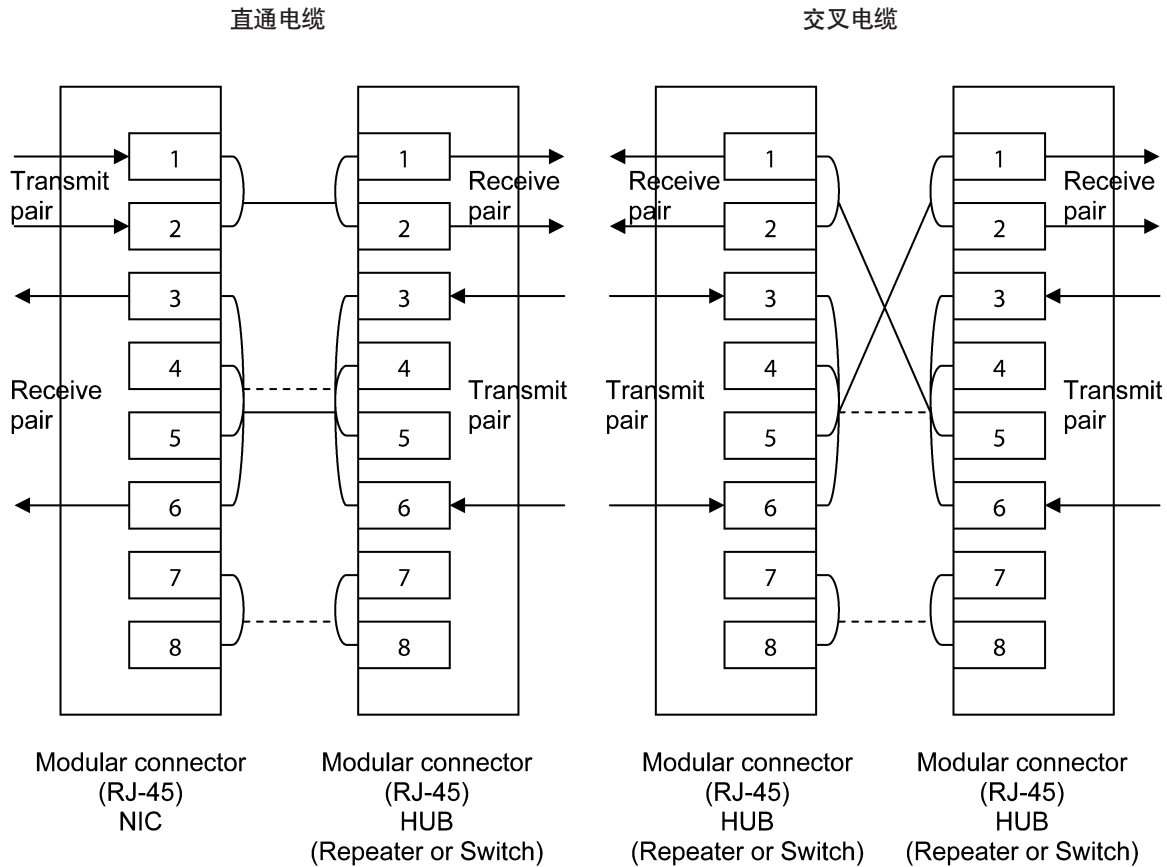 直通电缆
交叉电缆
1
2
3
4
5
6
7
8
Transmit
pair
Receive
pair
1
2
3
4
5
6
7
8
Receive
pair
Transmit
pair
1
2
3
4
5
6
7
8
Receive
pair
Transmit
pair
1
2
3
4
5
6
7
8
Receive
pair
Transmit
pair
Modular connector
(RJ-45)
NIC
Modular connector
(RJ-45)
HUB
(Repeater or Switch)
Modular connector
(RJ-45)
HUB
(Repeater or Switch)
Modular connector
(RJ-45)
HUB
(Repeater or Switch)